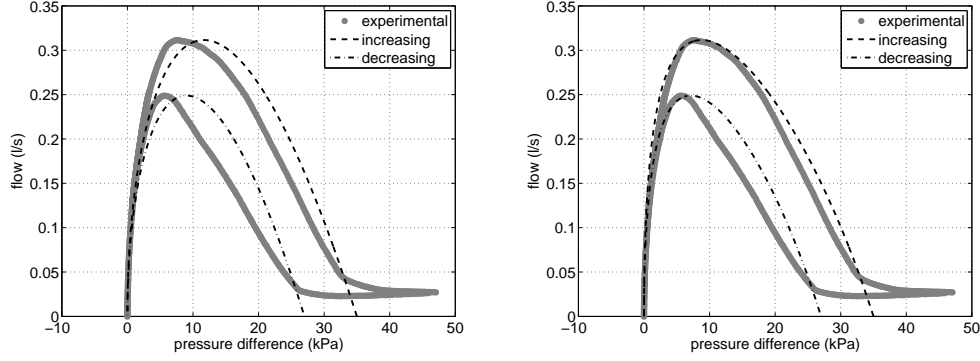 0.35
0.3
0.25
0.2
0.15
0.1
0.05
0
flow (l/s)
−10 0 10 20 30 40 50
pressure difference (kPa)
experimental
increasing
decreasing
0.35
0.3
0.25
0.2
0.15
0.1
0.05
0
flow (l/s)
−10 0 10 20 30 40 50
pressure difference (kPa)
experimental
increasing
decreasing